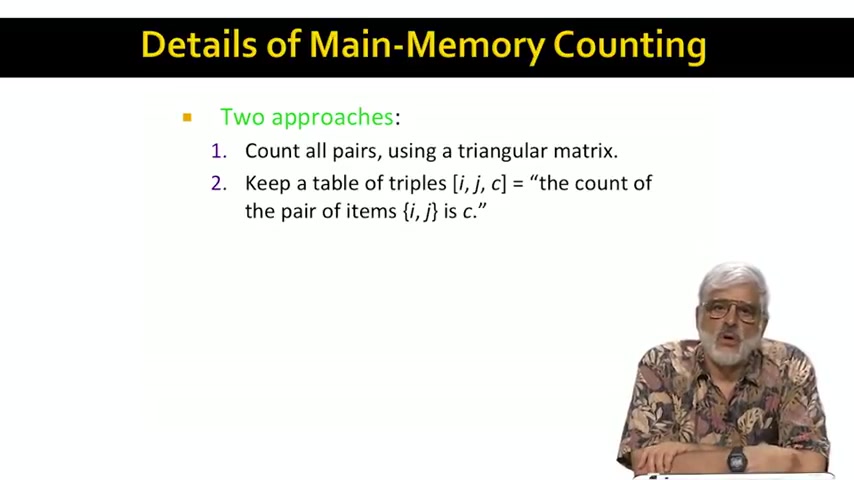 Details of Main-Memory Counting
Two approaches:
1. Count all pairs, using a triangular matrix.
2. Keep a table of triples [i, j, c] = “the count of
the pair of items {i, j} is c.”